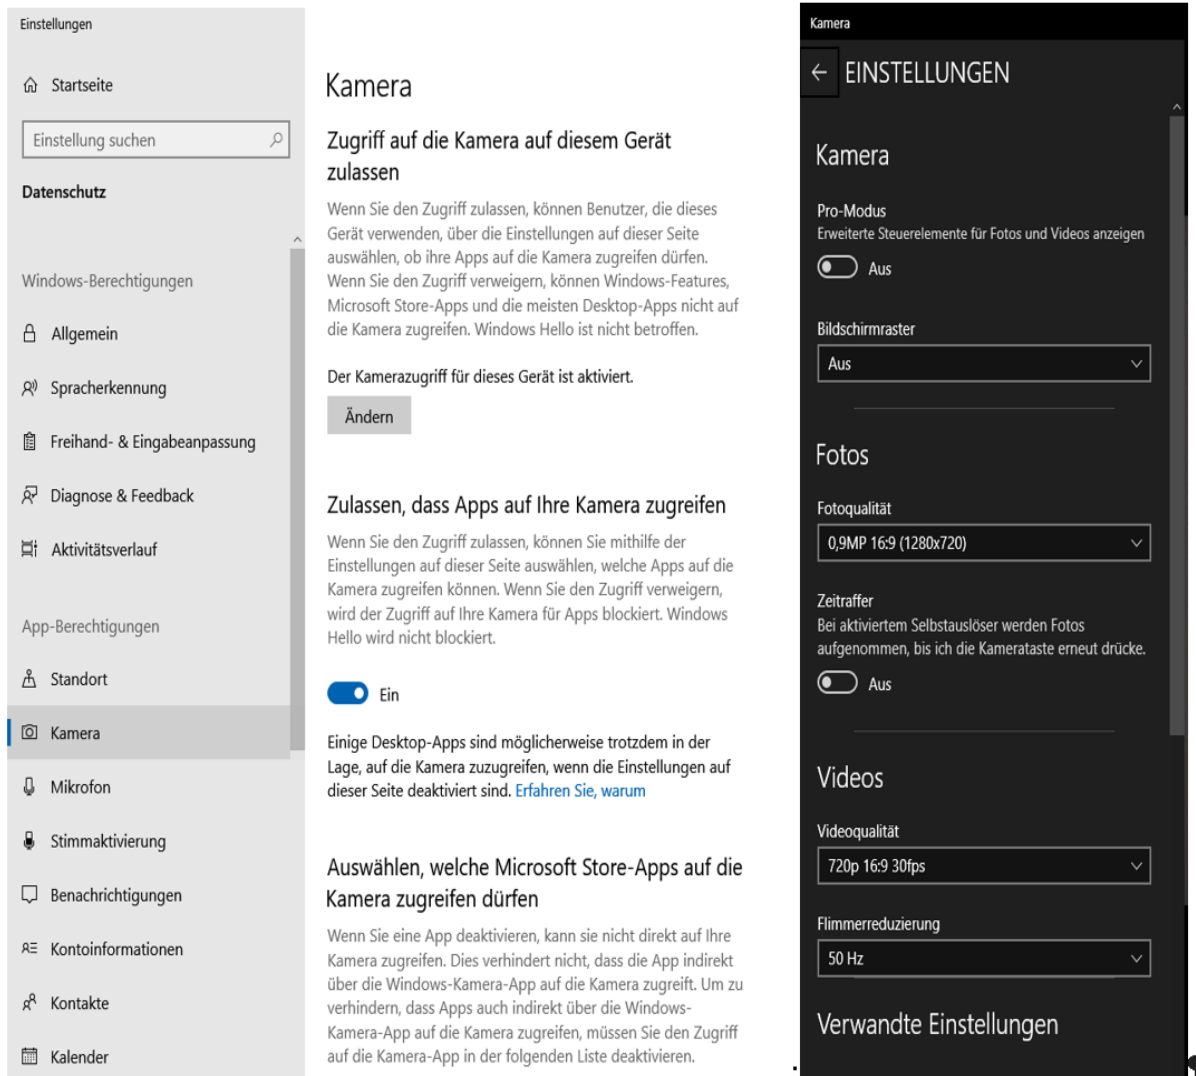 Einstellungen
Startseite
Einstellung suchen
Datenschutz
Windows-Berechtigungen
Allgemein
Spracherkennung
Freihand- & Eingabeanpassung
Diagnose & Feedback
Aktivitätsverlauf
App-Berechtigungen
Standort
Kamera
Mikrofon
Stimmaktivierung
Benachrichtigungen
Kontoinformationen
Kontakte
Kalender
Kamera
Zugriff auf die Kamera auf diesem Gerät
zulassen
Wenn Sie den Zugriff zulassen, können Benutzer, die dieses
Gerät verwenden, über die Einstellungen auf dieser Seite
auswählen, ob ihre Apps auf die Kamera zugreifen dürfen.
Wenn Sie den Zugriff verweigern, können Windows-Features,
Microsoft Store-Apps und die meisten Desktop-Apps nicht auf
die Kamera zugreifen. Windows Hello ist nicht betroffen.
Der Kamerazugriff für dieses Gerät ist aktiviert.
Ändern
Zulassen, dass Apps auf Ihre Kamera zugreifen
Wenn Sie den Zugriff zulassen, können Sie mithilfe der
Einstellungen auf dieser Seite auswählen, welche Apps auf die
Kamera zugreifen können. Wenn Sie den Zugriff verweigern,
wird der Zugriff auf Ihre Kamera für Apps blockiert. Windows
Hello wird nicht blockiert.
Ein
Einige Desktop-Apps sind möglicherweise trotzdem in der
Lage, auf die Kamera zuzugreifen, wenn die Einstellungen auf
dieser Seite deaktiviert sind. Erfahren Sie, warum
Auswählen, welche Microsoft Store-Apps auf die
Kamera zugreifen dürfen
Wenn Sie eine App deaktivieren, kann sie nicht direkt auf Ihre
Kamera zugreifen. Dies verhindert nicht, dass die App indirekt
über die Windows-Kamera-App auf die Kamera zugreift. Um zu
verhindern, dass Apps auch indirekt über die Windows-
Kamera-App auf die Kamera zugreifen, müssen Sie den Zugriff
auf die Kamera-App in der folgenden Liste deaktivieren.
Kamera
EINSTELLUNGEN
Kamera
Pro-Modus
Erweiterte Steuerelemente für Fotos und Videos anzeigen
Aus
Bildschirmraster
Aus
Fotos
Fotoqualität
0,9MP 16:9 (1280x720)
Zeitraffer
Bei aktiviertem Selbstauslöser werden Fotos
aufgenommen, bis ich die Kamerataste erneut drücke.
Aus
Videos
Videoqualität
720p 16:9 30fps
Flimmerreduzierung
50 Hz
Verwandte Einstellungen